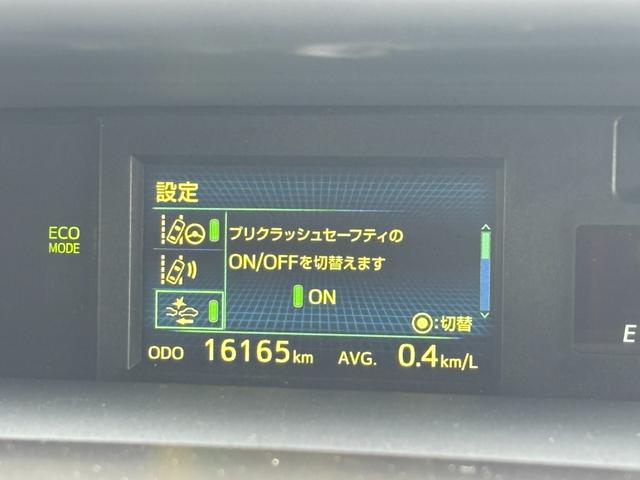 設定
ECO
MODE
プリクラッシュセーフティの
ON/OFFを切替えます
ON
◉:切替
ODO 16165km AVG. 0.4km/L
E